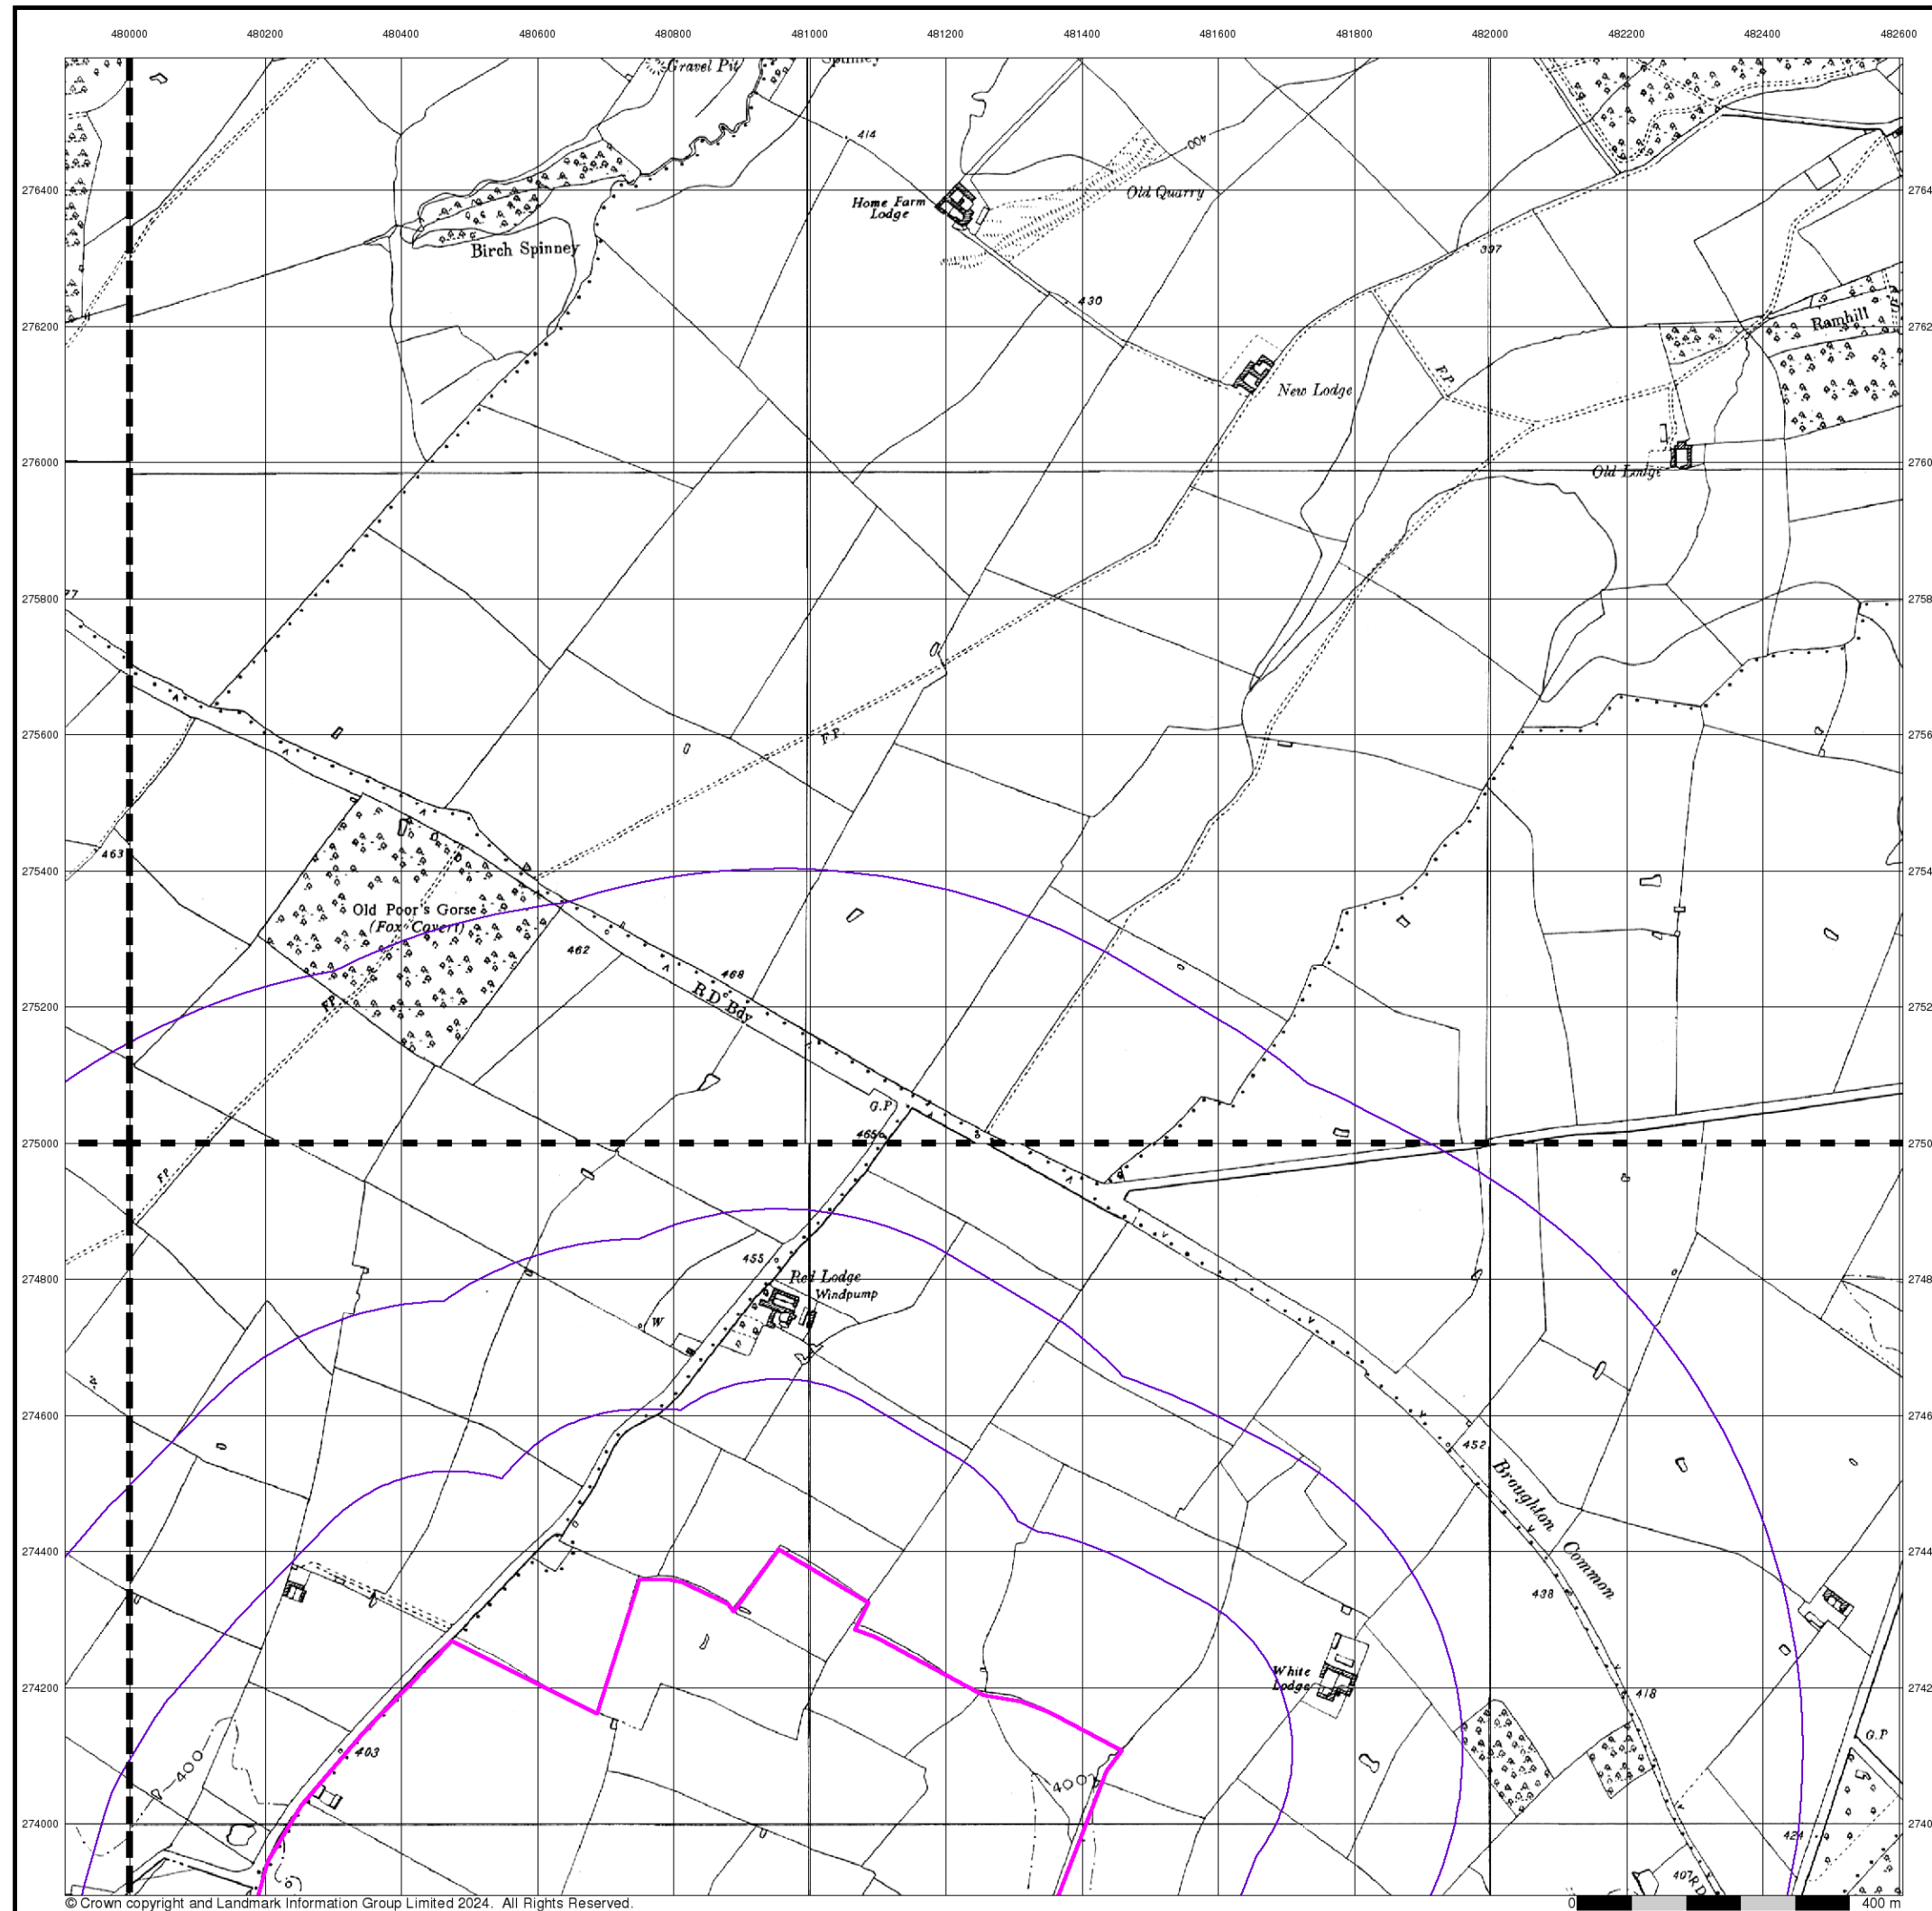 480000 480200 480400 480600 480800 481000 481200 481400 481600 481800 482000 482200 482400 482600
Gravel Pit
Spinney
414
400
276400
Home Farm
Lodge
Old Quarry
Birch Spinney
397
430
276200
Ramhill
New Lodge
F.P.
276000
Old Lodge
275800
77
275600
F.P.
463
275400
Old Poor's Gorse
(Fox Covert)
462
468
R D Bdy
F.P.
275200
G.P
465
275000
F.P.
455
274800
Red Lodge
Windpump
W
274600
452
Broughton
Common
274400
438
White
Lodge
274200
418
403
400
400
G.P
274000
424
407
R.D
© Crown copyright and Landmark Information Group Limited 2024. All Rights Reserved.
0 400 m